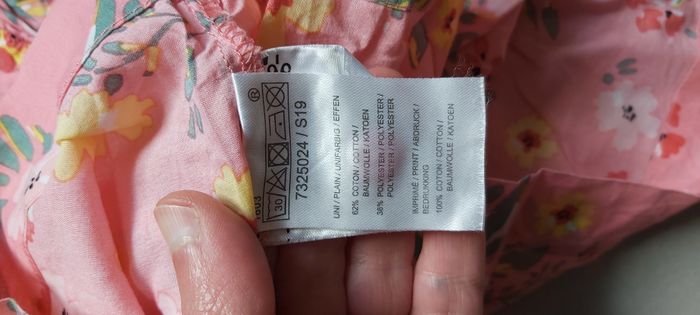 ®
30
7325024 / S19
UNI / PLAIN / UNIFARBIG / EFFEN
62% COTON / COTTON /
BAUMWOLLE / KATOEN
38% POLYESTER / POLYESTER /
POLYESTER / POLYESTER
IMPRIMÉ / PRINT / ABDRUCK /
BEDRUKKING
100% COTON / COTTON /
BAUMWOLLE / KATOEN